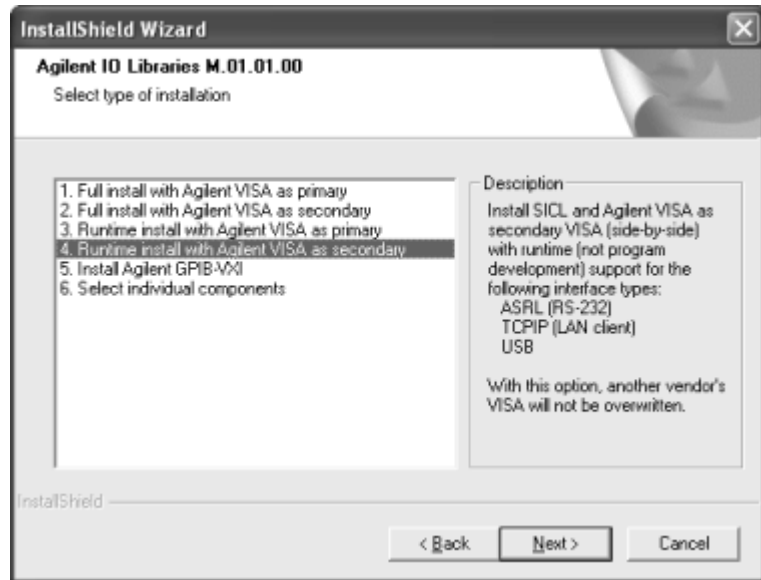 InstallShield Wizard
Agilent IO Libraries M.01.01.00
Select type of installation
1. Full install with Agilent VISA as primary
2. Full install with Agilent VISA as secondary
3. Runtime install with Agilent VISA as primary
4. Runtime install with Agilent VISA as secondary
5. Install Agilent GPIB-VXI
6. Select individual components
Description
Install SICL and Agilent VISA as
secondary VISA (side-by-side)
with runtime (not program
development) support for the
following interface types:
ASRL (RS-232)
TCPIP (LAN client)
USB
With this option, another vendor's
VISA will not be overwritten.
InstallShield
< Back
Next >
Cancel